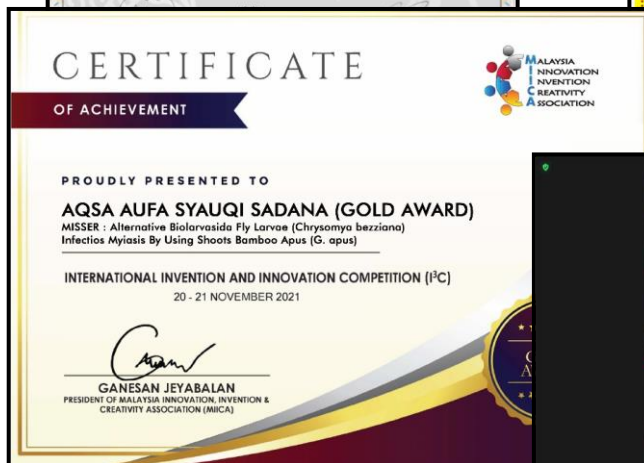 CERTIFICATE
OF ACHIEVEMENT
MALAYSIA
INNOVATION
INVENTION
CREATIVITY
ASSOCIATION
PROUDLY PRESENTED TO
AQSA AUFA SYAUQI SADANA (GOLD AWARD)
MISSER : Alternative Biolarvasida Fly Larvae (Chrysomya bezziana)
Infectios Myiasis By Using Shoots Bamboo Apus (G. apus)
INTERNATIONAL INVENTION AND INNOVATION COMPETITION (I³C)
20 - 21 NOVEMBER 2021
GANESAN JEYABALAN
PRESIDENT OF MALAYSIA INNOVATION, INVENTION &
CREATIVITY ASSOCIATION (MIICA)